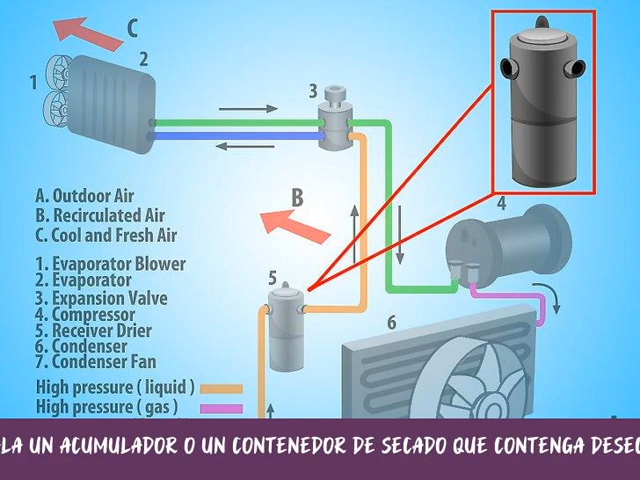 C
2
1
3
4
B
A. Outdoor Air
B. Recirculated Air
C. Cool and Fresh Air
5
1. Evaporator Blower
2. Evaporator
3. Expansion Valve
4. Compressor
5. Receiver Drier
6. Condenser
7. Condenser Fan
6
High pressure ( liquid )
High pressure ( gas )
UN ACUMULADOR O UN CONTENEDOR DE SECADO QUE CONTENGA